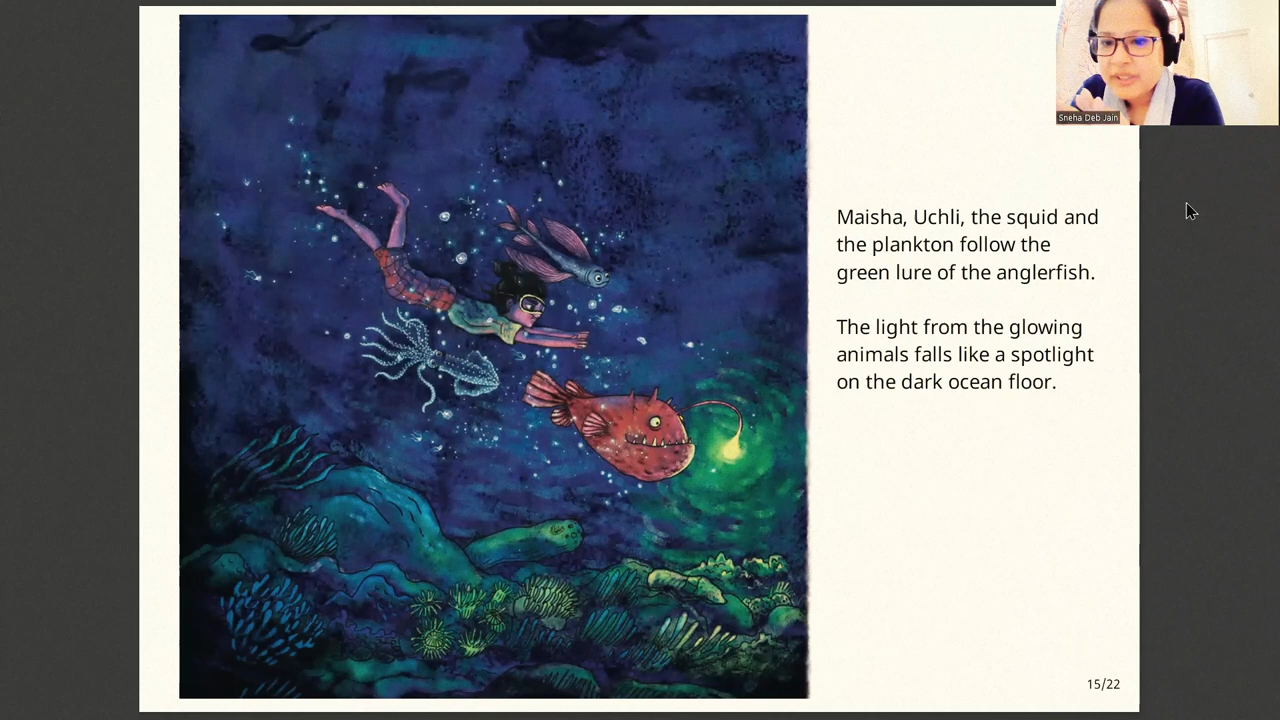 Sneha Deb Jain
Maisha, Uchli, the squid and
the plankton follow the
green lure of the anglerfish.
The light from the glowing
animals falls like a spotlight
on the dark ocean floor.
15/22